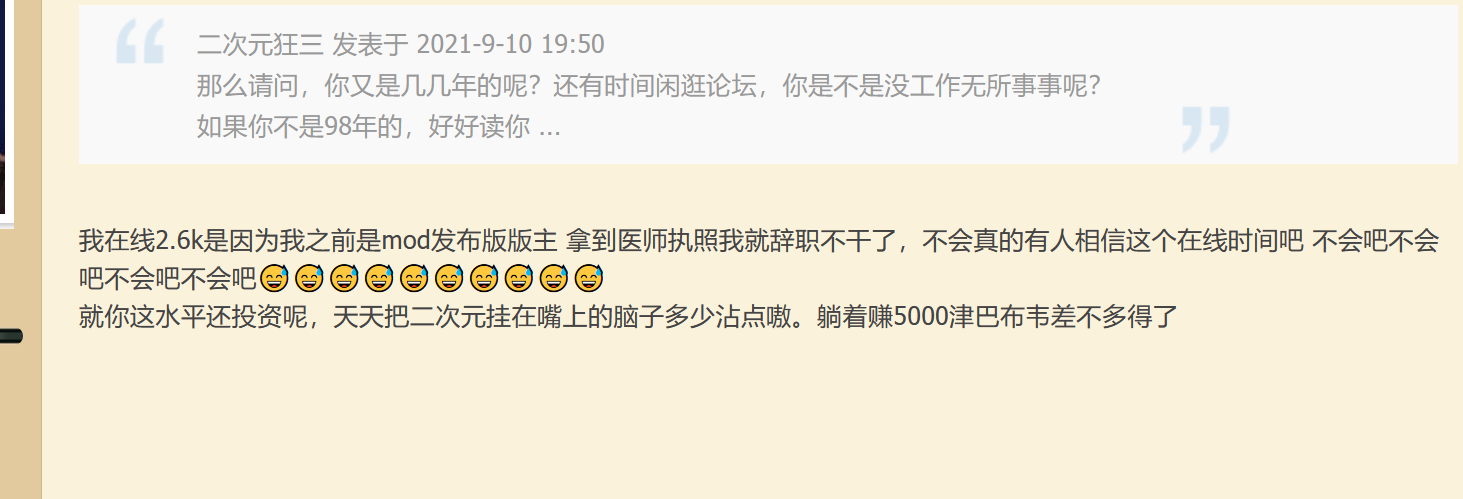 二次元狂三 发表于 2021-9-10 19:50
那么请问，你又是几几年的呢？还有时间闲逛论坛，你是不是没工作无所事事呢？
如果你不是98年的，好好读你 ...
我在线2.6k是因为我之前是mod发布版版主 拿到医师执照我就辞职不干了，不会真的有人相信这个在线时间吧 不会吧不会
吧不会吧不会吧😅😅😅😅😅😅😅😅😅😅
就你这水平还投资呢，天天把二次元挂在嘴上的脑子多少沾点嗷。躺着赚5000津巴布韦差不多得了